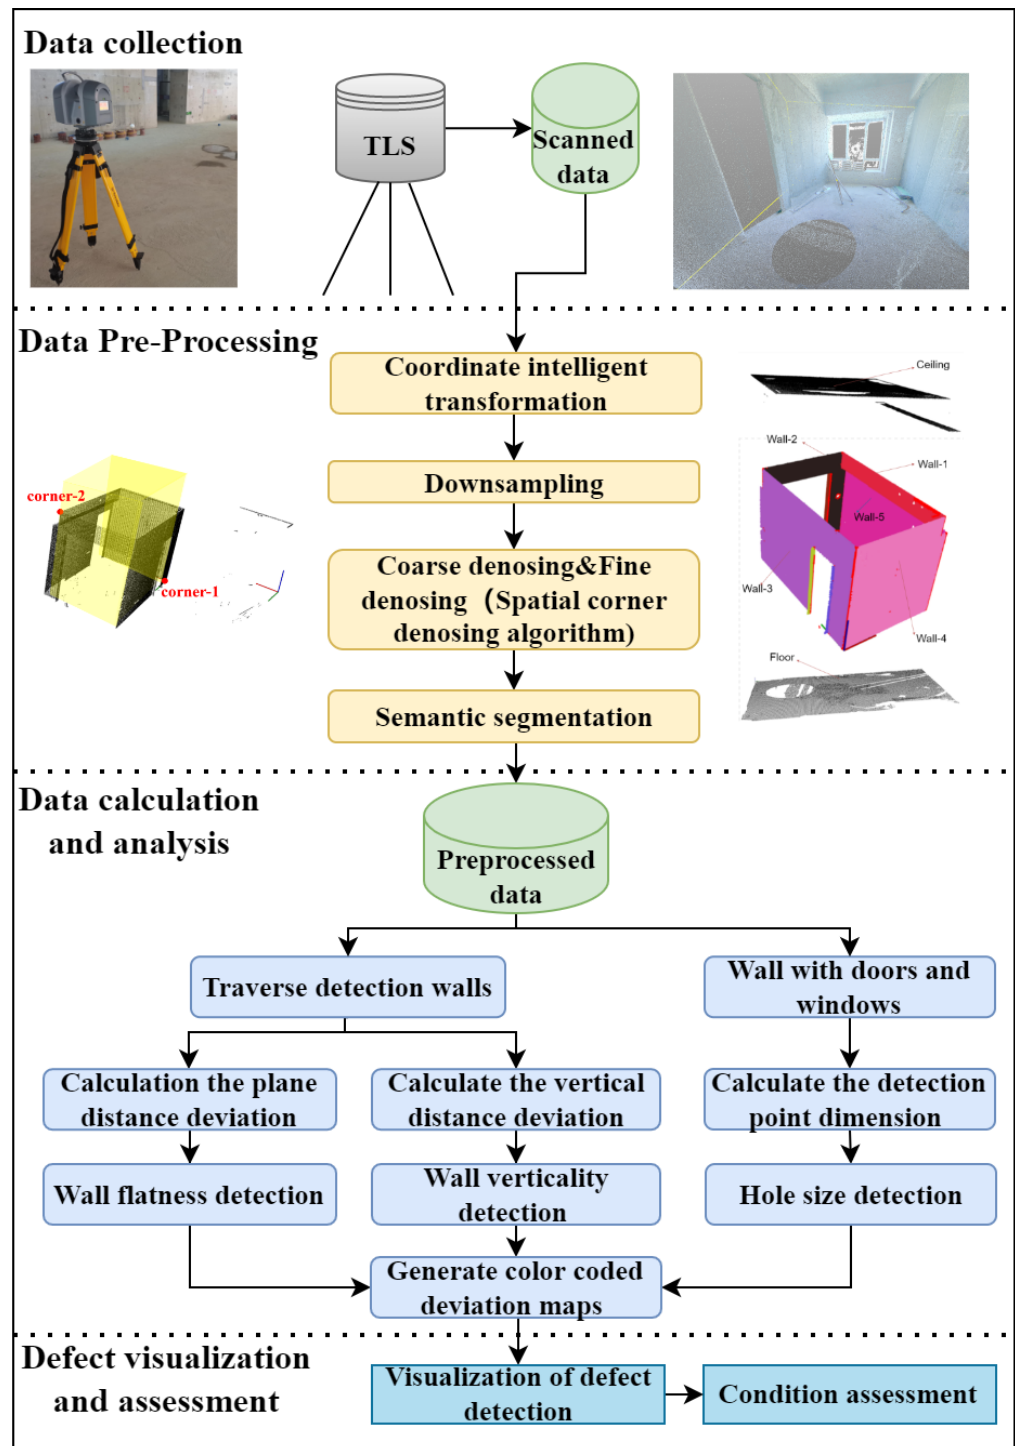 Data collection
TLS
Scanned
data
Data Pre-Processing
Coordinate intelligent
transformation
Downsampling
Coarse denosing&Fine
denosing（Spatial corner
denosing algorithm)
Semantic segmentation
corner-2
corner-1
Ceiling
Wall-2
Wall-1
Wall-5
Wall-3
Wall-4
Floor
Data calculation
and analysis
Preprocessed
data
Traverse detection walls
Wall with doors and
windows
Calculation the plane
distance deviation
Calculate the vertical
distance deviation
Calculate the detection
point dimension
Wall flatness detection
Wall verticality
detection
Hole size detection
Generate color coded
deviation maps
Defect visualization
and assessment
Visualization of defect
detection
Condition assessment